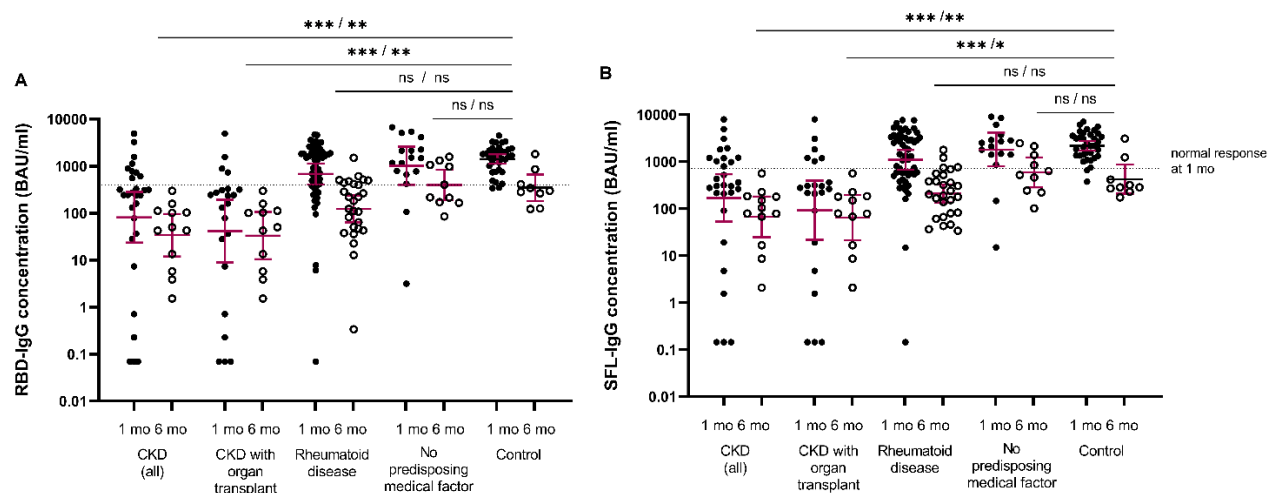 *** / **
*** / **
ns / ns
ns / ns
A
RBD-IgG concentration (BAU/ml)
10000
1000
100
10
1
0.1
0.01
1 mo 6 mo 1 mo 6 mo 1 mo 6 mo 1 mo 6 mo 1 mo 6 mo
CKD
(all)
CKD with
organ
transplant
Rheumatoid
disease
No
predisposing
medical factor
Control
***/**
***/*
ns / ns
ns / ns
B
SFL-IgG concentration (BAU/ml)
10000
1000
100
10
1
0.1
0.01
normal response
at 1 mo
1 mo 6 mo 1 mo 6 mo 1 mo 6 mo 1 mo 6 mo 1 mo 6 mo
CKD
(all)
CKD with
organ
transplant
Rheumatoid
disease
No
predisposing
medical factor
Control